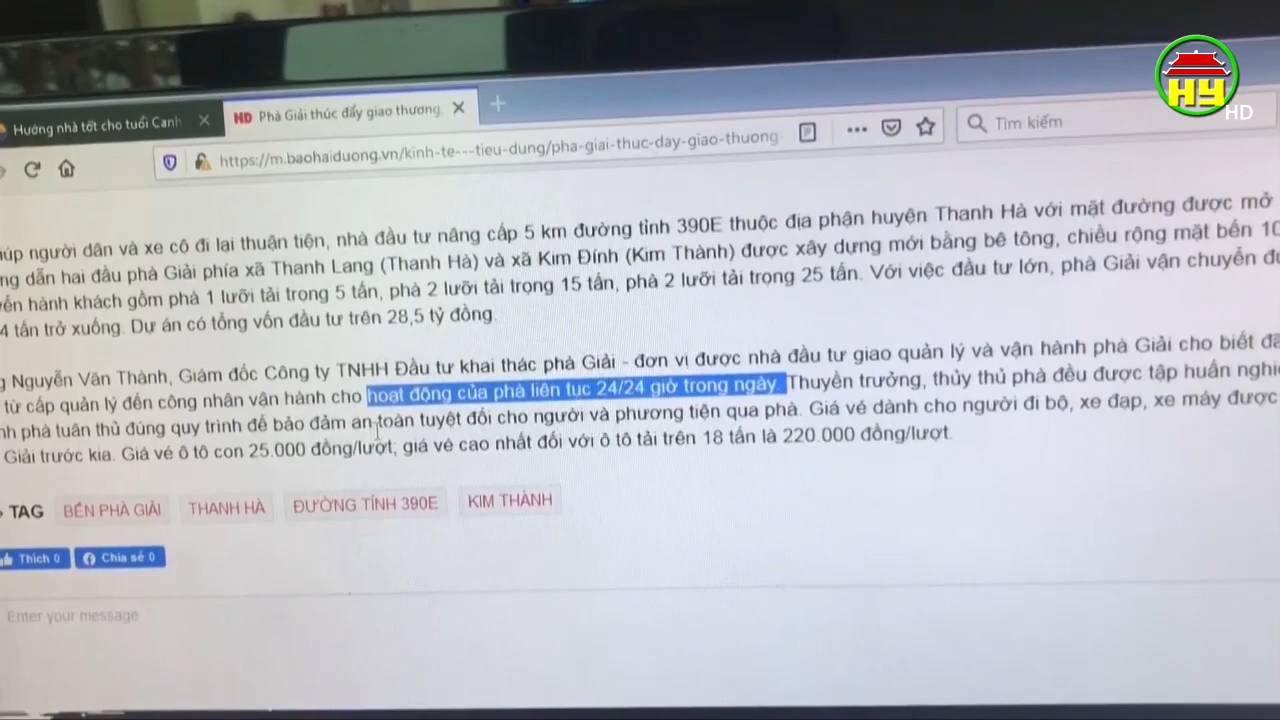 HY
HD
Hướng nhà tốt cho tuổi Canh
HD Phà Giải thúc đẩy giao thương,
https://m.baohaiduong.vn/kinh-te---tieu-dung/pha-giai-thuc-day-giao-thuong
Tìm kiếm
người dân và xe cộ đi lại thuận tiện, nhà đầu tư nâng cấp 5 km đường tỉnh 390E thuộc địa phận huyện Thanh Hà với mặt đường được mở
dẫn hai đầu phà Giải phía xã Thanh Lang (Thanh Hà) và xã Kim Đính (Kim Thành) được xây dựng mới bằng bê tông, chiều rộng mặt bến 10
hành khách gồm phà 1 lưỡi tải trọng 5 tấn, phà 2 lưỡi tải trọng 15 tấn, phà 2 lưỡi tải trọng 25 tấn. Với việc đầu tư lớn, phà Giải vận chuyển
4 tấn trở xuống. Dự án có tổng vốn đầu tư trên 28,5 tỷ đồng.
Nguyễn Văn Thành, Giám đốc Công ty TNHH Đầu tư khai thác phà Giải - đơn vị được nhà đầu tư giao quản lý và vận hành phà Giải cho biết
từ cấp quản lý đến công nhân vận hành cho hoạt động của phà liên tục 24/24 giờ trong ngày. Thuyền trưởng, thủy thủ phà đều được tập huấn
phà tuân thủ đúng quy trình để bảo đảm an toàn tuyệt đối cho người và phương tiện qua phà. Giá vé dành cho người đi bộ, xe đạp, xe máy được
Giải trước kia. Giá vé ô tô con 25.000 đồng/lượt; giá vé cao nhất đối với ô tô tải trên 18 tấn là 220.000 đồng/lượt.
TAG BẾN PHÀ GIẢI THANH HÀ ĐƯỜNG TỈNH 390E KIM THÀNH
Thích 0 Chia sẻ 0
Enter your message